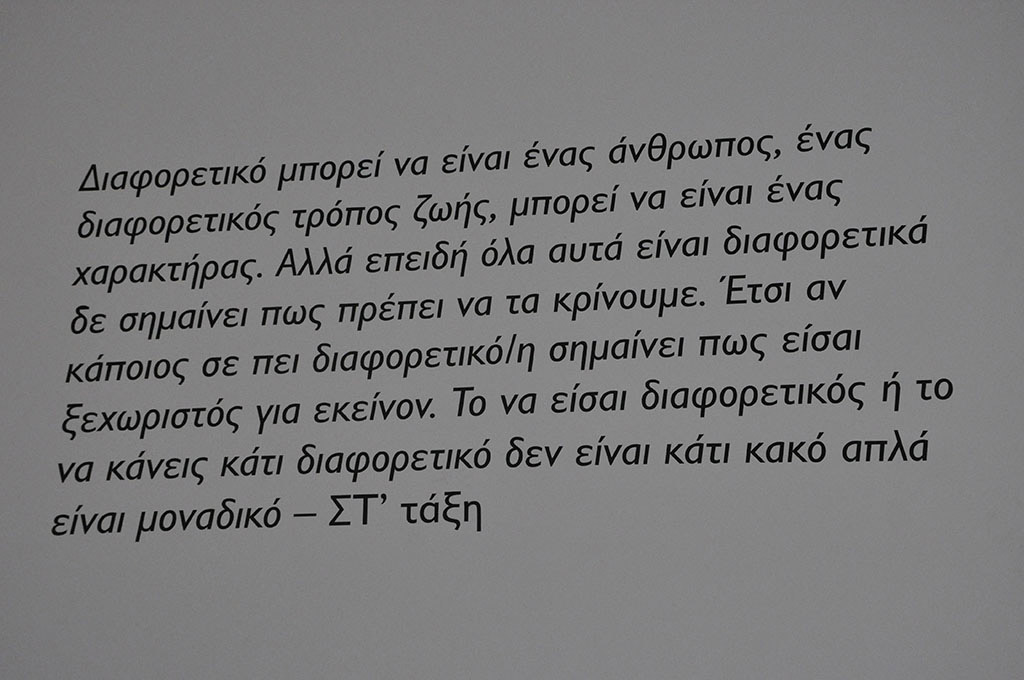 Διαφορετικό μπορεί να είναι ένας άνθρωπος, ένας
διαφορετικός τρόπος ζωής, μπορεί να είναι ένας
χαρακτήρας. Αλλά επειδή όλα αυτά είναι διαφορετικά
δε σημαίνει πως πρέπει να τα κρίνουμε. Έτσι αν
κάποιος σε πει διαφορετικό/η σημαίνει πως είσαι
ξεχωριστός για εκείνον. Το να είσαι διαφορετικός ή το
να κάνεις κάτι διαφορετικό δεν είναι κάτι κακό απλά
είναι μοναδικό – ΣΤ’ τάξη